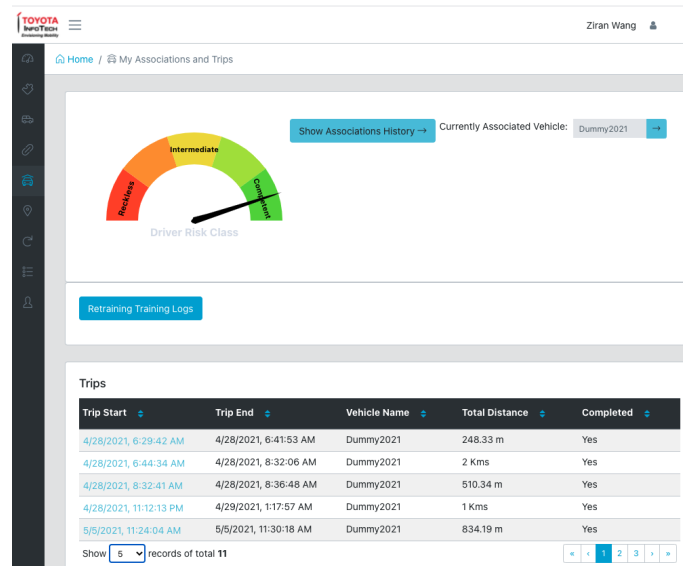 TOYOTA
INFOTECH
Ziran Wang
Home / My Associations and Trips
Show Associations History →
Currently Associated Vehicle:
Dummy2021
→
Reckless
Intermediate
Competent
Driver Risk Class
Retraining Training Logs
Trips
Trip Start Trip End Vehicle Name Total Distance Completed
4/28/2021, 6:29:42 AM 4/28/2021, 6:41:53 AM Dummy2021 248.33 m Yes
4/28/2021, 6:44:34 AM 4/28/2021, 8:32:06 AM Dummy2021 2 Kms Yes
4/28/2021, 8:32:41 AM 4/28/2021, 8:36:48 AM Dummy2021 510.34 m Yes
4/28/2021, 11:12:13 PM 4/29/2021, 1:17:57 AM Dummy2021 1 Kms Yes
5/5/2021, 11:24:04 AM 5/5/2021, 11:30:18 AM Dummy2021 834.19 m Yes
Show 5 records of total 11
« ‹ 1 2 3 › »